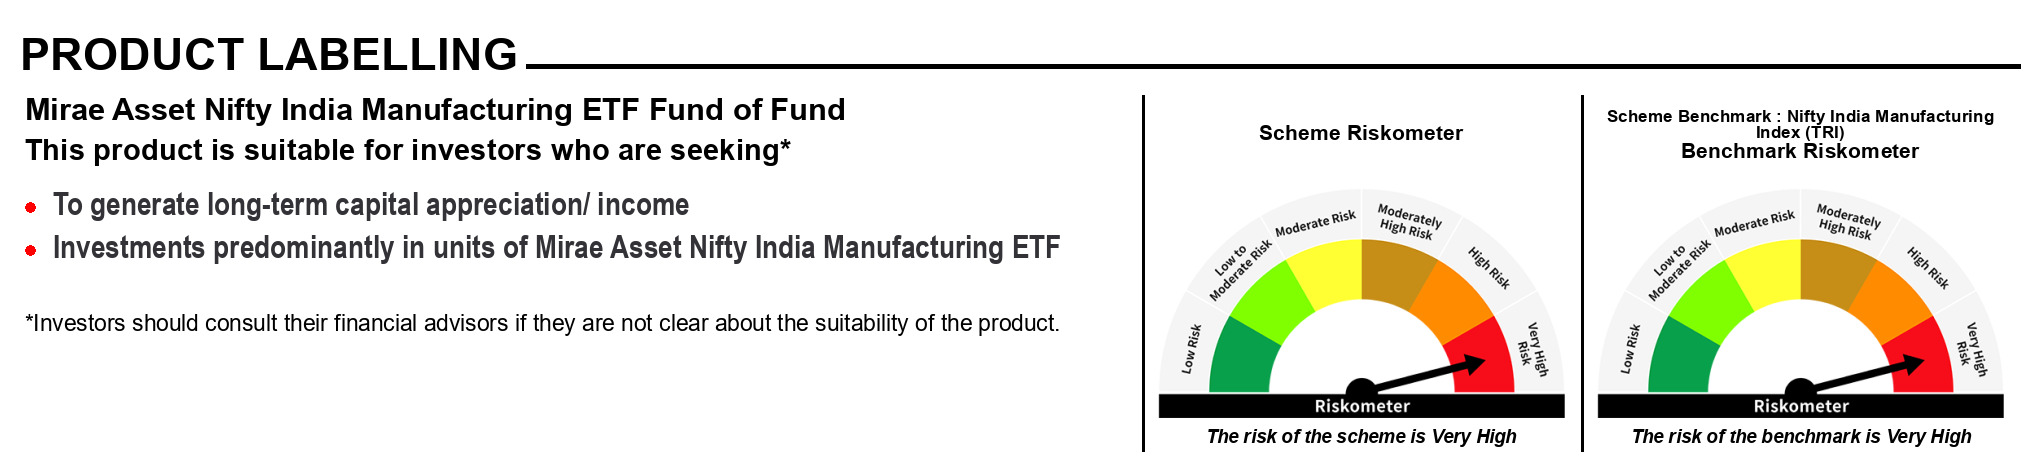 PRODUCT LABELLING
Mirae Asset Nifty India Manufacturing ETF Fund of Fund
This product is suitable for investors who are seeking*
• To generate long-term capital appreciation/ income
• Investments predominantly in units of Mirae Asset Nifty India Manufacturing ETF
*Investors should consult their financial advisors if they are not clear about the suitability of the product.
Scheme Riskometer
Low Risk
Low to
Moderate Risk
Moderate Risk
Moderately
High Risk
High Risk
Very High
Risk
Riskometer
The risk of the scheme is Very High
Scheme Benchmark : Nifty India Manufacturing
Index (TRI)
Benchmark Riskometer
Low Risk
Low to
Moderate Risk
Moderate Risk
Moderately
High Risk
High Risk
Very High
Risk
Riskometer
The risk of the benchmark is Very High